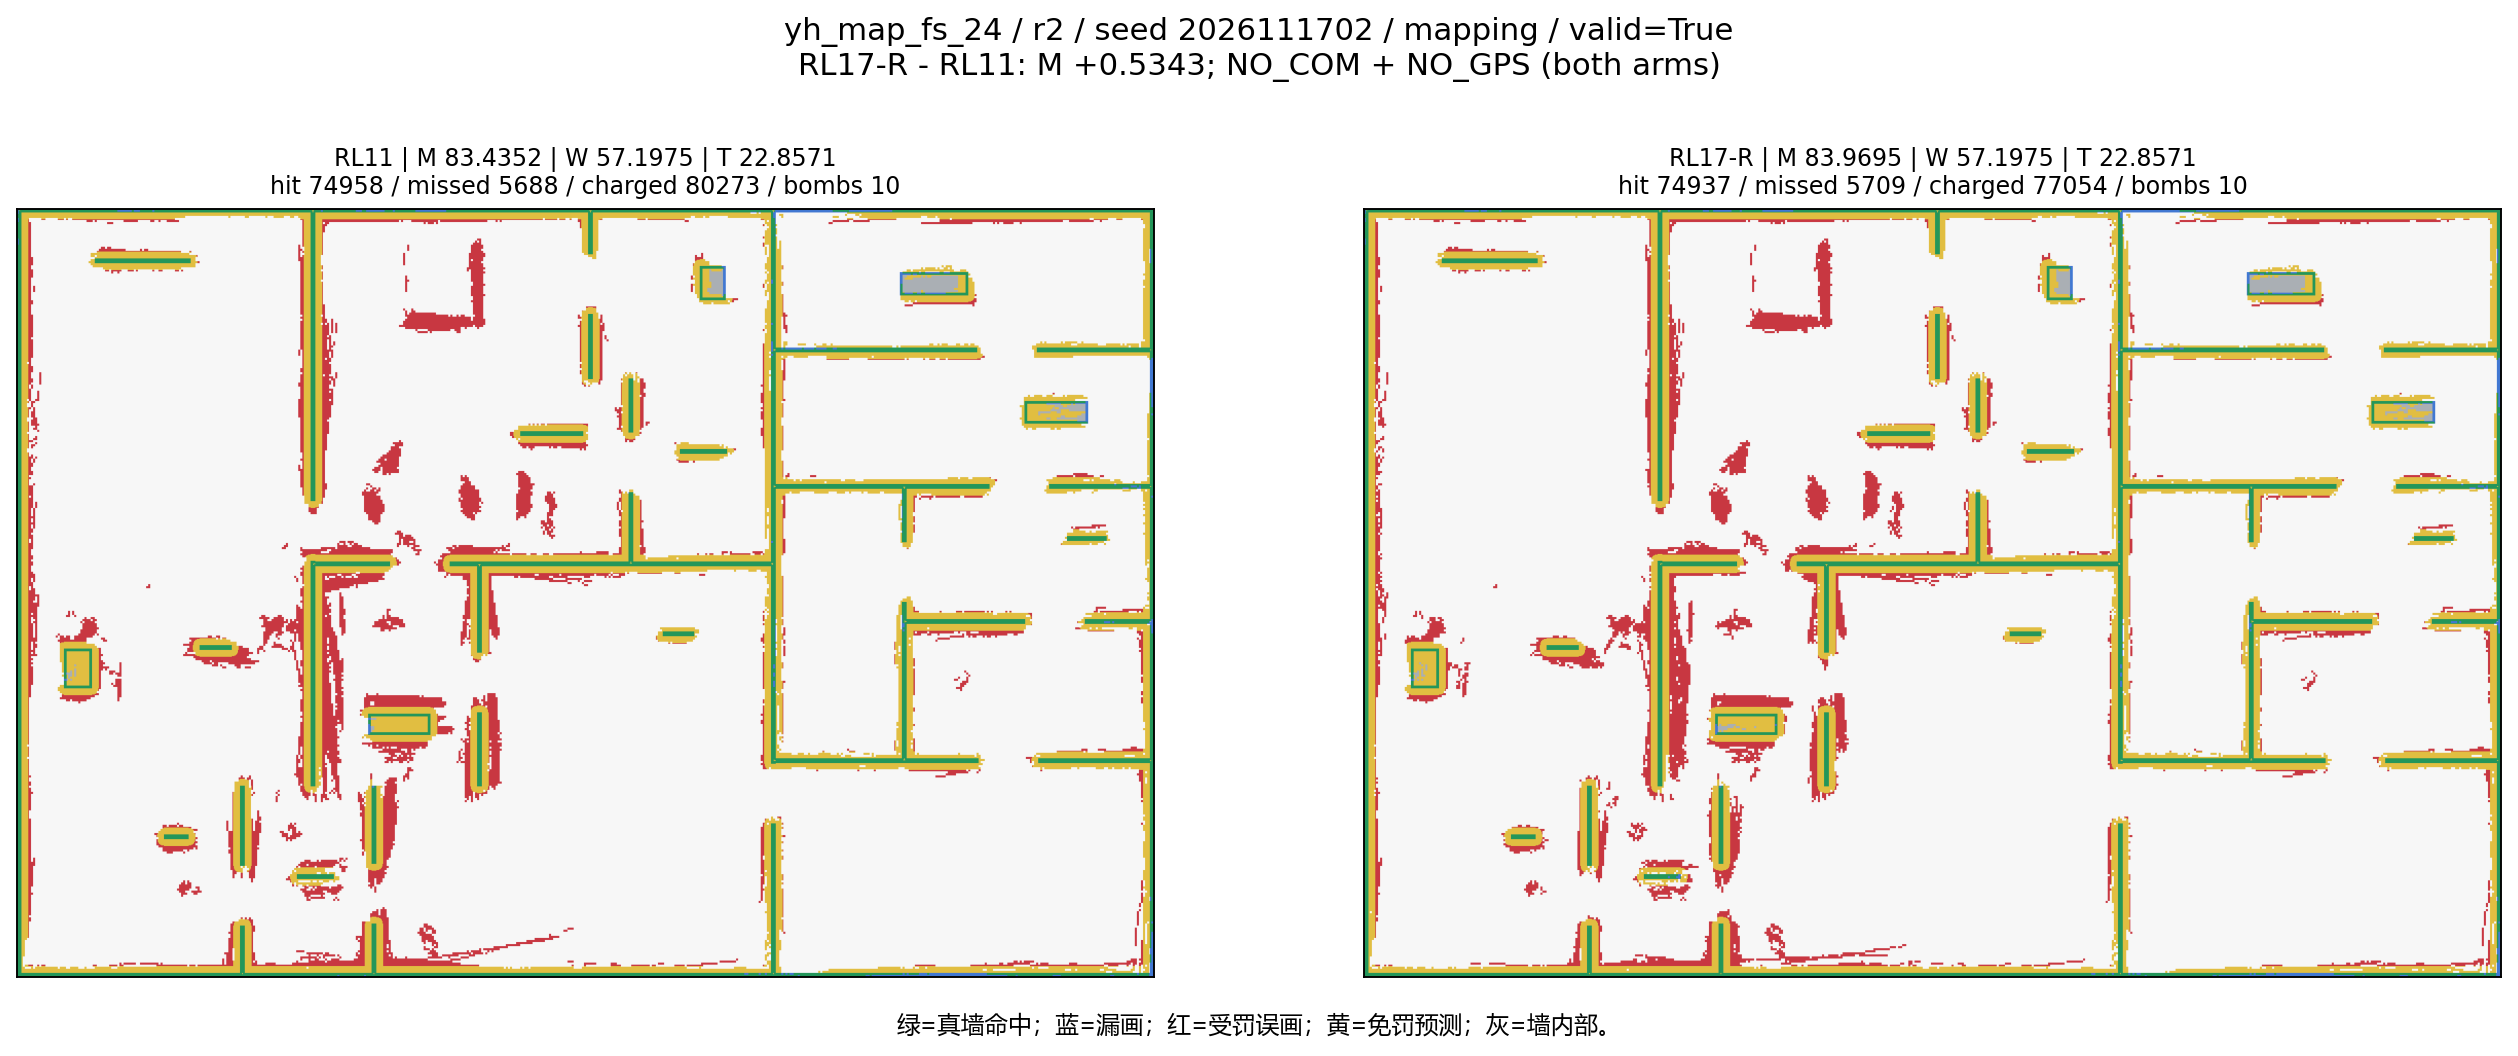 yh_map_fs_24 / r2 / seed 2026111702 / mapping / valid=True
RL17-R - RL11: M +0.5343; NO_COM + NO_GPS (both arms)
RL11 | M 83.4352 | W 57.1975 | T 22.8571
hit 74958 / missed 5688 / charged 80273 / bombs 10
RL17-R | M 83.9695 | W 57.1975 | T 22.8571
hit 74937 / missed 5709 / charged 77054 / bombs 10
绿=真墙命中；蓝=漏画；红=受罚误画；黄=免罚预测；灰=墙内部。